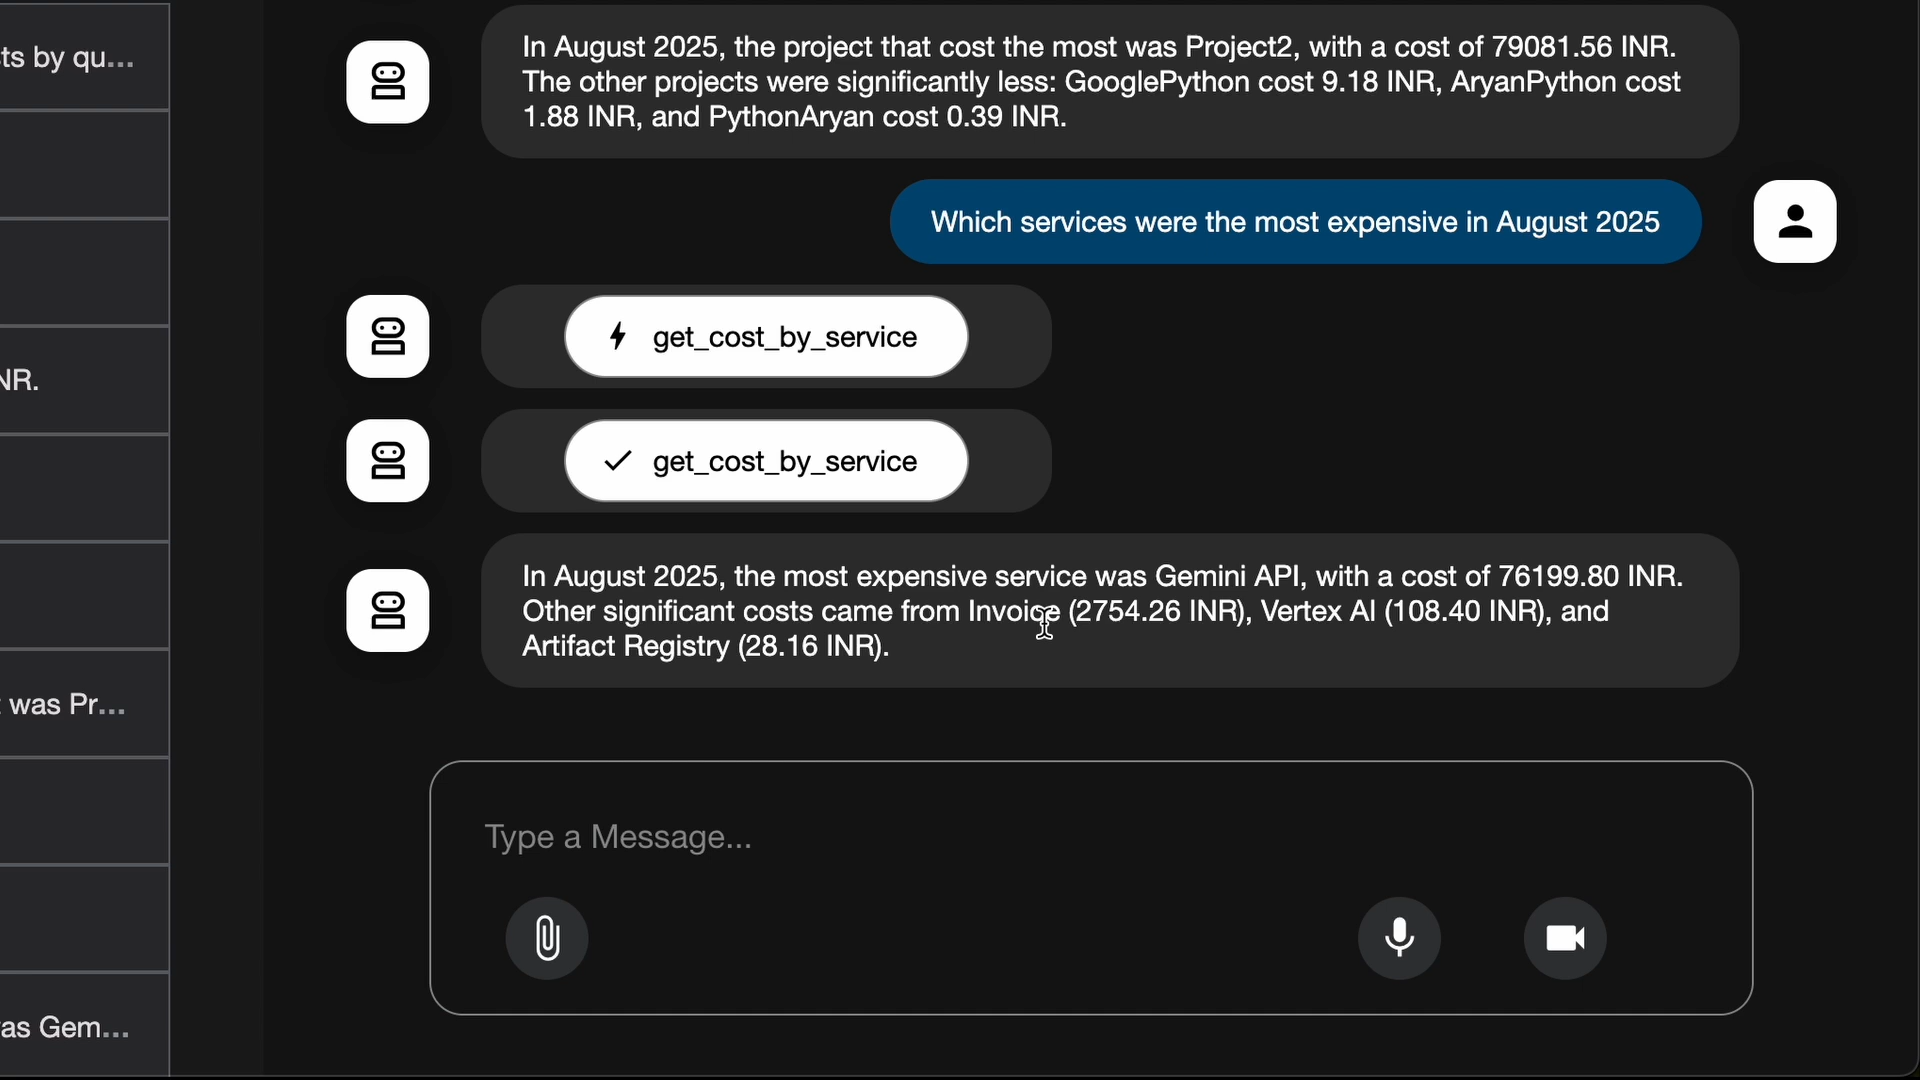 ts by qu...
NR.
was Pr...
as Gem...
In August 2025, the project that cost the most was Project2, with a cost of 79081.56 INR.
The other projects were significantly less: GooglePython cost 9.18 INR, AryanPython cost
1.88 INR, and PythonAryan cost 0.39 INR.
Which services were the most expensive in August 2025
get_cost_by_service
get_cost_by_service
In August 2025, the most expensive service was Gemini API, with a cost of 76199.80 INR.
Other significant costs came from Invoice (2754.26 INR), Vertex AI (108.40 INR), and
Artifact Registry (28.16 INR).
Type a Message...